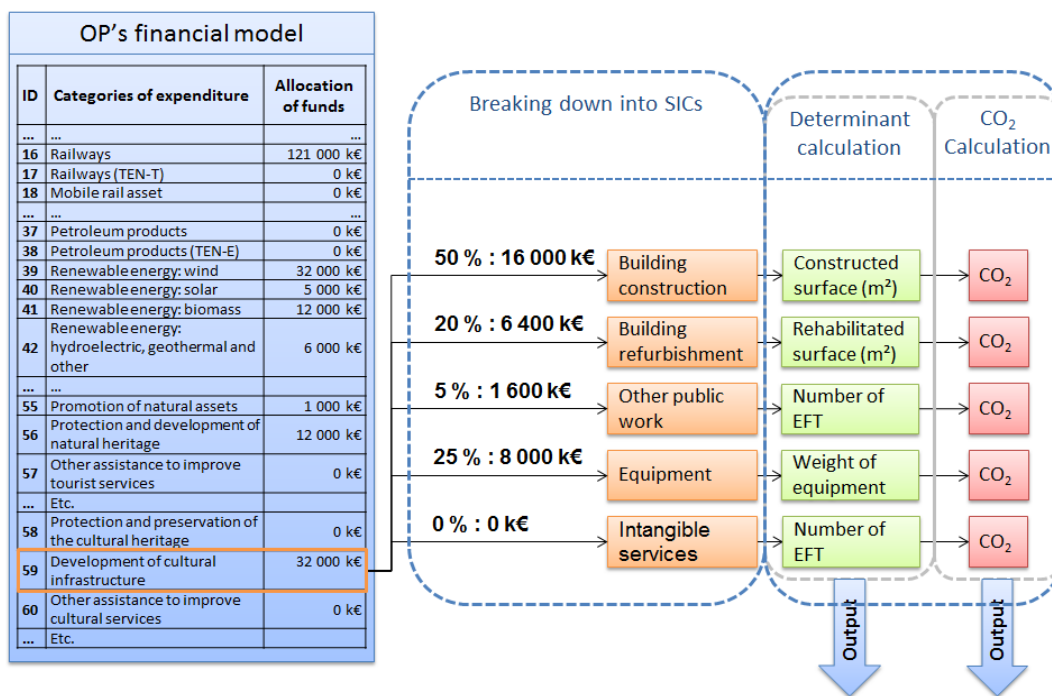 OP's financial model
ID Categories of expenditure Allocation
of funds
... ... ...
16 Railways 121 000 k€
17 Railways (TEN-T) 0 k€
18 Mobile rail asset 0 k€
... ... ...
37 Petroleum products 0 k€
38 Petroleum products (TEN-E) 0 k€
39 Renewable energy: wind 32 000 k€
40 Renewable energy: solar 5 000 k€
41 Renewable energy: biomass 12 000 k€
Renewable energy:
42 hydroelectric, geothermal and 6 000 k€
other
... ... ...
55 Promotion of natural assets 1 000 k€
56 Protection and development of 12 000 k€
natural heritage
57 Other assistance to improve 0 k€
tourist services
... Etc.
58 Protection and preservation of 0 k€
the cultural heritage
59 Development of cultural 32 000 k€
infrastructure
60 Other assistance to improve 0 k€
cultural services
... Etc.
Breaking down into SICs
Determinant
calculation
CO₂
Calculation
50 % : 16 000 k€
Building
construction
Constructed
surface (m²)
CO₂
20 % : 6 400 k€
Building
refurbishment
Rehabilitated
surface (m²)
CO₂
5 % : 1 600 k€
Other public
work
Number of
EFT
CO₂
25 % : 8 000 k€
Equipment
Weight of
equipment
CO₂
0 % : 0 k€
Intangible
services
Number of
EFT
CO₂
Output
Output